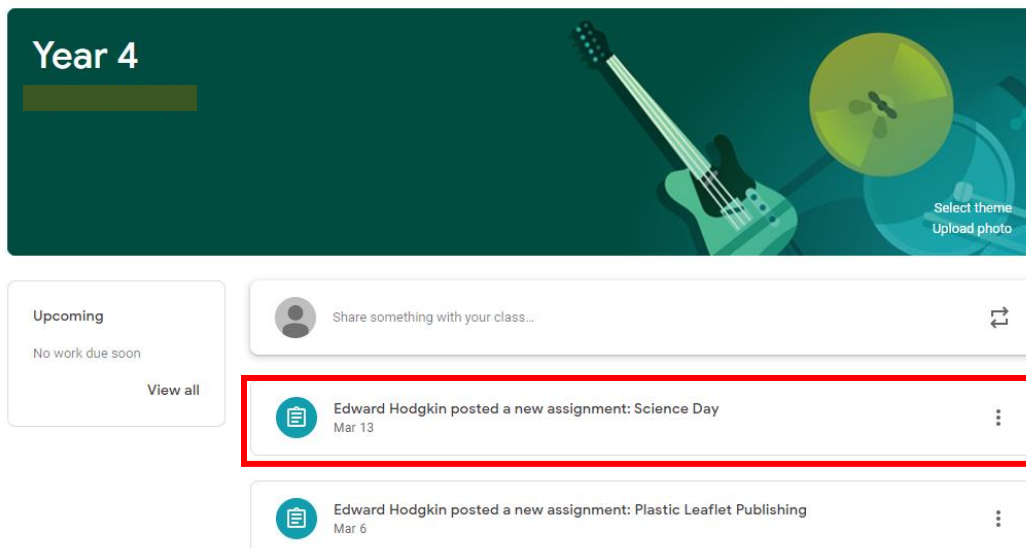 Year 4
Select theme
Upload photo
Upcoming
No work due soon
View all
Share something with your class...
Edward Hodgkin posted a new assignment: Science Day
Mar 13
Edward Hodgkin posted a new assignment: Plastic Leaflet Publishing
Mar 6